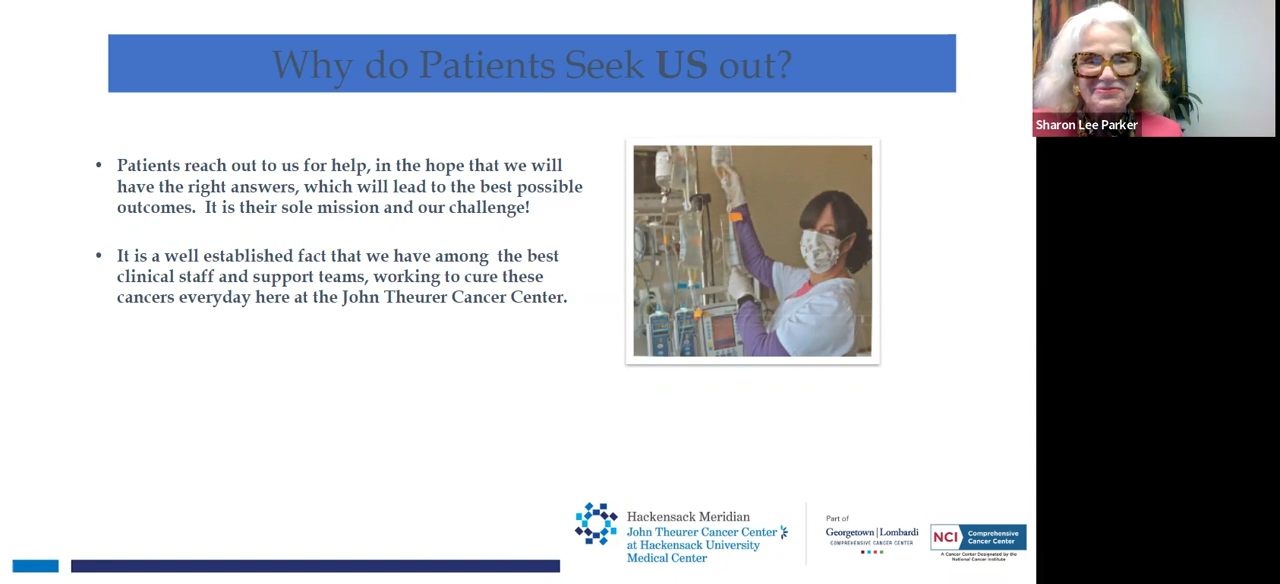 Why do Patients Seek US out?
Sharon Lee Parker
• Patients reach out to us for help, in the hope that we will
have the right answers, which will lead to the best possible
outcomes.  It is their sole mission and our challenge!
• It is a well established fact that we have among  the best
clinical staff and support teams, working to cure these
cancers everyday here at the John Theurer Cancer Center.
Hackensack Meridian
John Theurer Cancer Center
at Hackensack University
Medical Center
Part of
Georgetown | Lombardi
COMPREHENSIVE CANCER CENTER
NCI
Comprehensive
Cancer Center
A Cancer Center Designated by the
National Cancer Institute